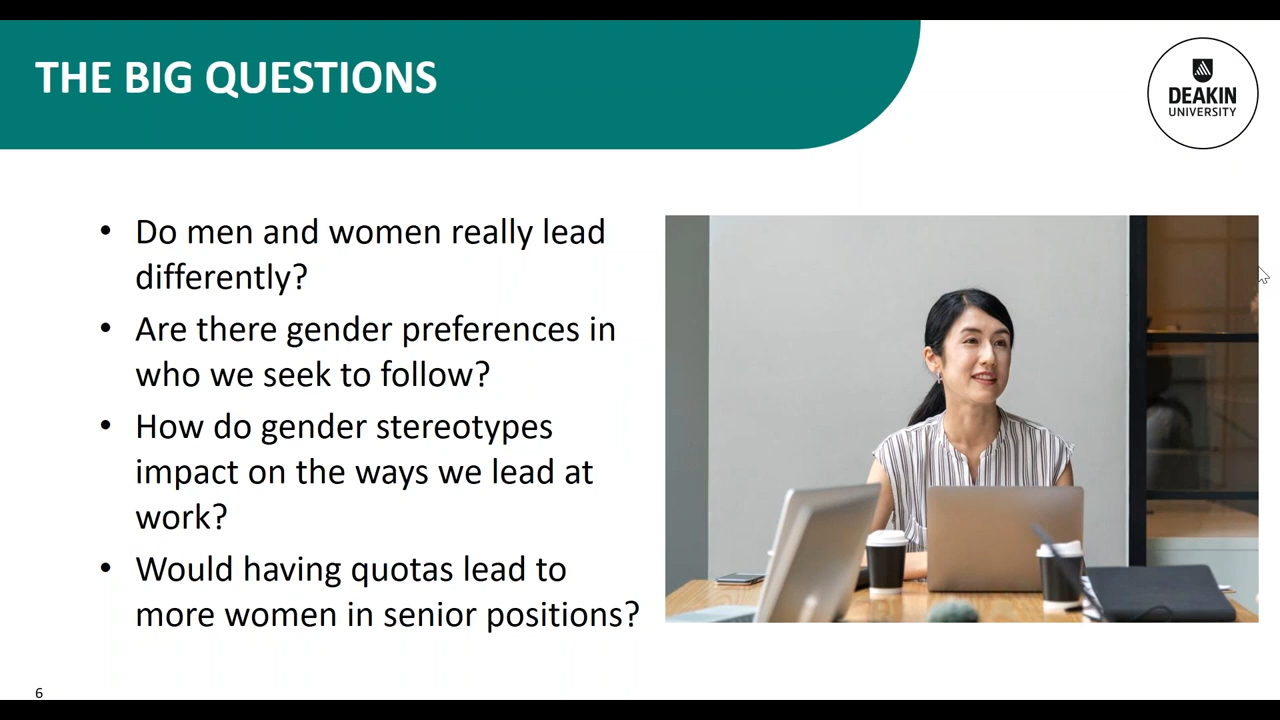 THE BIG QUESTIONS
DEAKIN
UNIVERSITY
• Do men and women really lead
differently?
• Are there gender preferences in
who we seek to follow?
• How do gender stereotypes
impact on the ways we lead at
work?
• Would having quotas lead to
more women in senior positions?
6